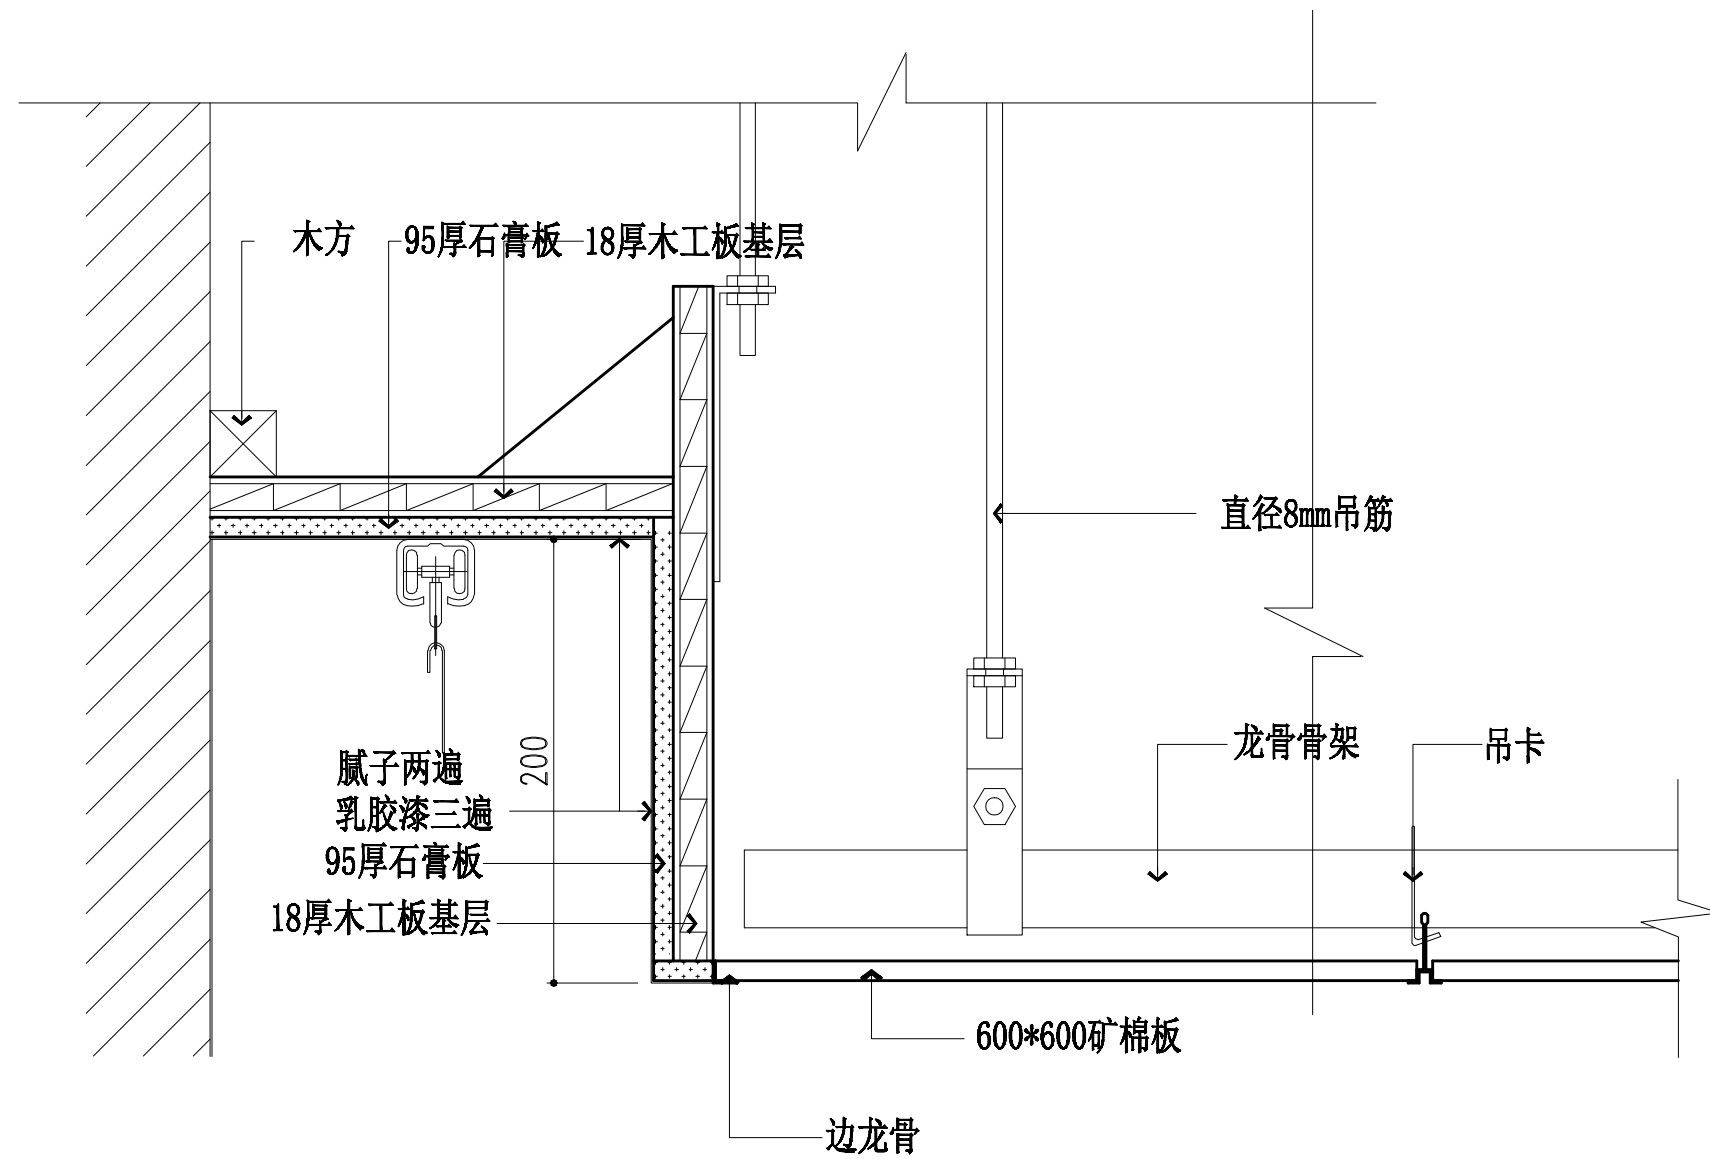 木方
95厚石膏板
18厚木工板基层
直径8mm吊筋
龙骨骨架
吊卡
200
腻子两遍
乳胶漆三遍
95厚石膏板
18厚木工板基层
600*600矿棉板
边龙骨